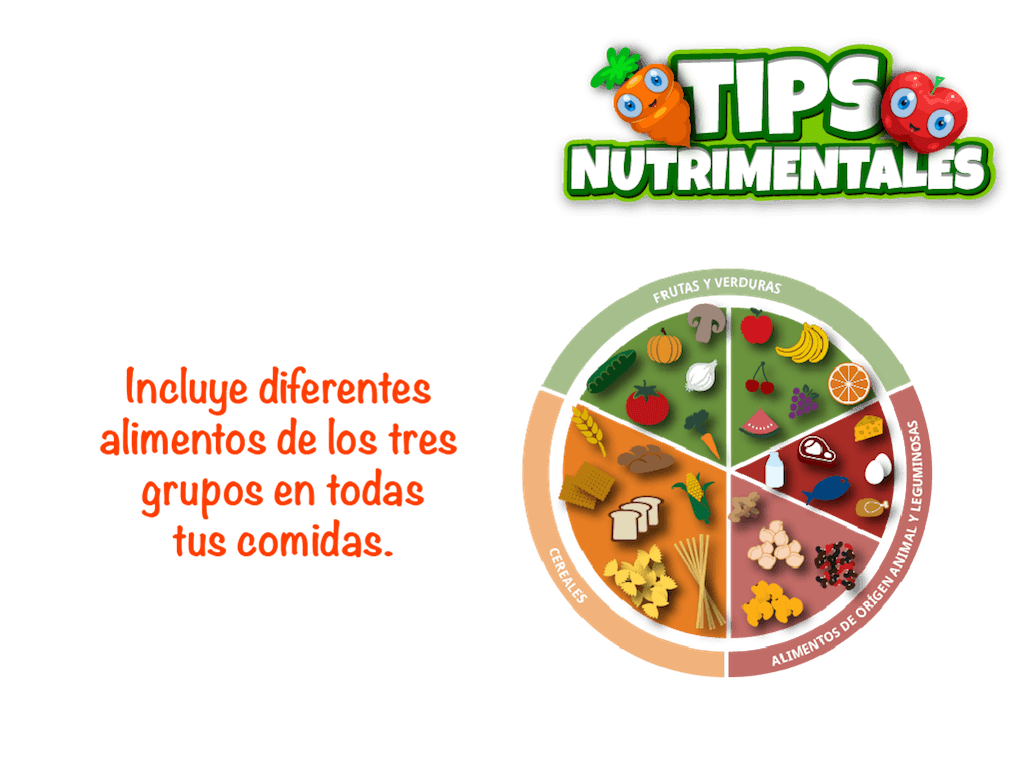 TIPS
NUTRIMENTALES
FRUTAS Y VERDURAS
Incluye diferentes
alimentos de los tres
grupos en todas
tus comidas.
CEREALES
ALIMENTOS DE ORÍGEN ANIMAL Y LEGUMINOSAS